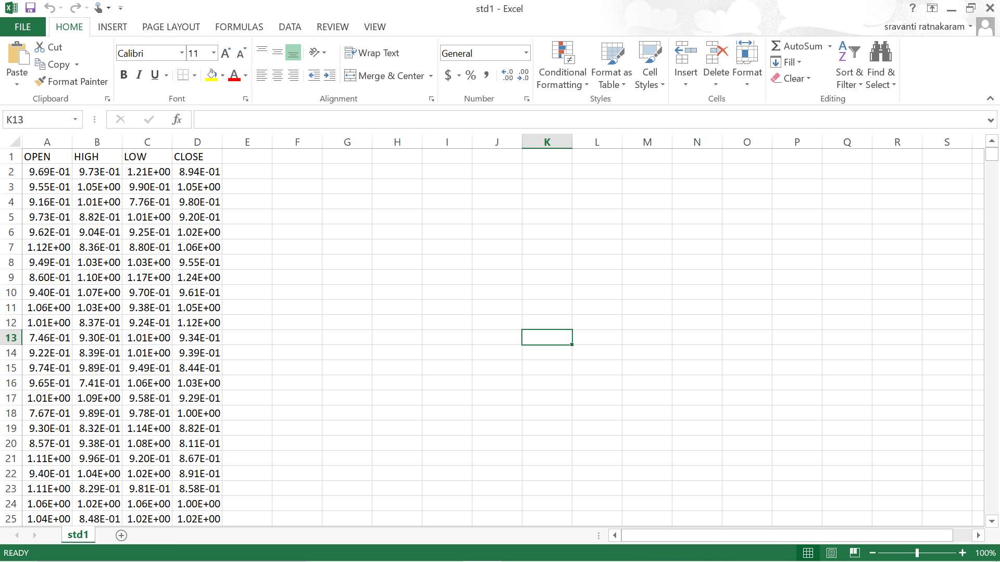 std1 - Excel
?
FILE HOME INSERT PAGE LAYOUT FORMULAS DATA REVIEW VIEW
sravanti ratnakaram
Paste
Cut
Copy
Format Painter
Clipboard
Calibri 11 A A
B I U A
Font
Wrap Text
Merge & Center
Alignment
General
$ % , .0 .00 .00 .0
Number
Conditional Formatting
Format as Table
Cell Styles
Styles
Insert Delete Format
Cells
AutoSum
Fill
Clear
Sort & Filter
Find & Select
Editing
K13 fx
A B C D E F G H I J K L M N O P Q R S
1 OPEN HIGH LOW CLOSE
2 9.69E-01 9.73E-01 1.21E+00 8.94E-01
3 9.55E-01 1.05E+00 9.90E-01 1.05E+00
4 9.16E-01 1.01E+00 7.76E-01 9.80E-01
5 9.73E-01 8.82E-01 1.01E+00 9.20E-01
6 9.62E-01 9.04E-01 9.25E-01 1.02E+00
7 1.12E+00 8.36E-01 8.80E-01 1.06E+00
8 9.49E-01 1.03E+00 1.03E+00 9.55E-01
9 8.60E-01 1.10E+00 1.17E+00 1.24E+00
10 9.40E-01 1.07E+00 9.70E-01 9.61E-01
11 1.06E+00 1.03E+00 9.38E-01 1.05E+00
12 1.01E+00 8.37E-01 9.24E-01 1.12E+00
13 7.46E-01 9.30E-01 1.01E+00 9.34E-01
14 9.22E-01 8.39E-01 1.01E+00 9.39E-01
15 9.74E-01 9.89E-01 9.49E-01 8.44E-01
16 9.65E-01 7.41E-01 1.06E+00 1.03E+00
17 1.01E+00 1.09E+00 9.58E-01 9.29E-01
18 7.67E-01 9.89E-01 9.78E-01 1.00E+00
19 9.30E-01 8.32E-01 1.14E+00 8.82E-01
20 8.57E-01 9.38E-01 1.08E+00 8.11E-01
21 1.11E+00 9.96E-01 9.20E-01 8.67E-01
22 9.40E-01 1.04E+00 1.02E+00 8.91E-01
23 1.11E+00 8.29E-01 9.81E-01 8.58E-01
24 1.06E+00 1.02E+00 1.06E+00 1.00E+00
25 1.04E+00 8.48E-01 1.02E+00 1.02E+00
std1
READY
100%